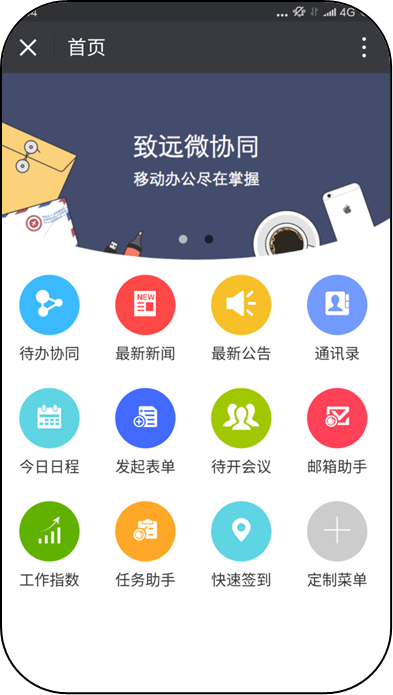 4G
首页
致远微协同
移动办公尽在掌握
待办协同 最新新闻 最新公告 通讯录
NEW
今日日程 发起表单 待开会议 邮箱助手
工作指数 任务助手 快速签到 定制菜单